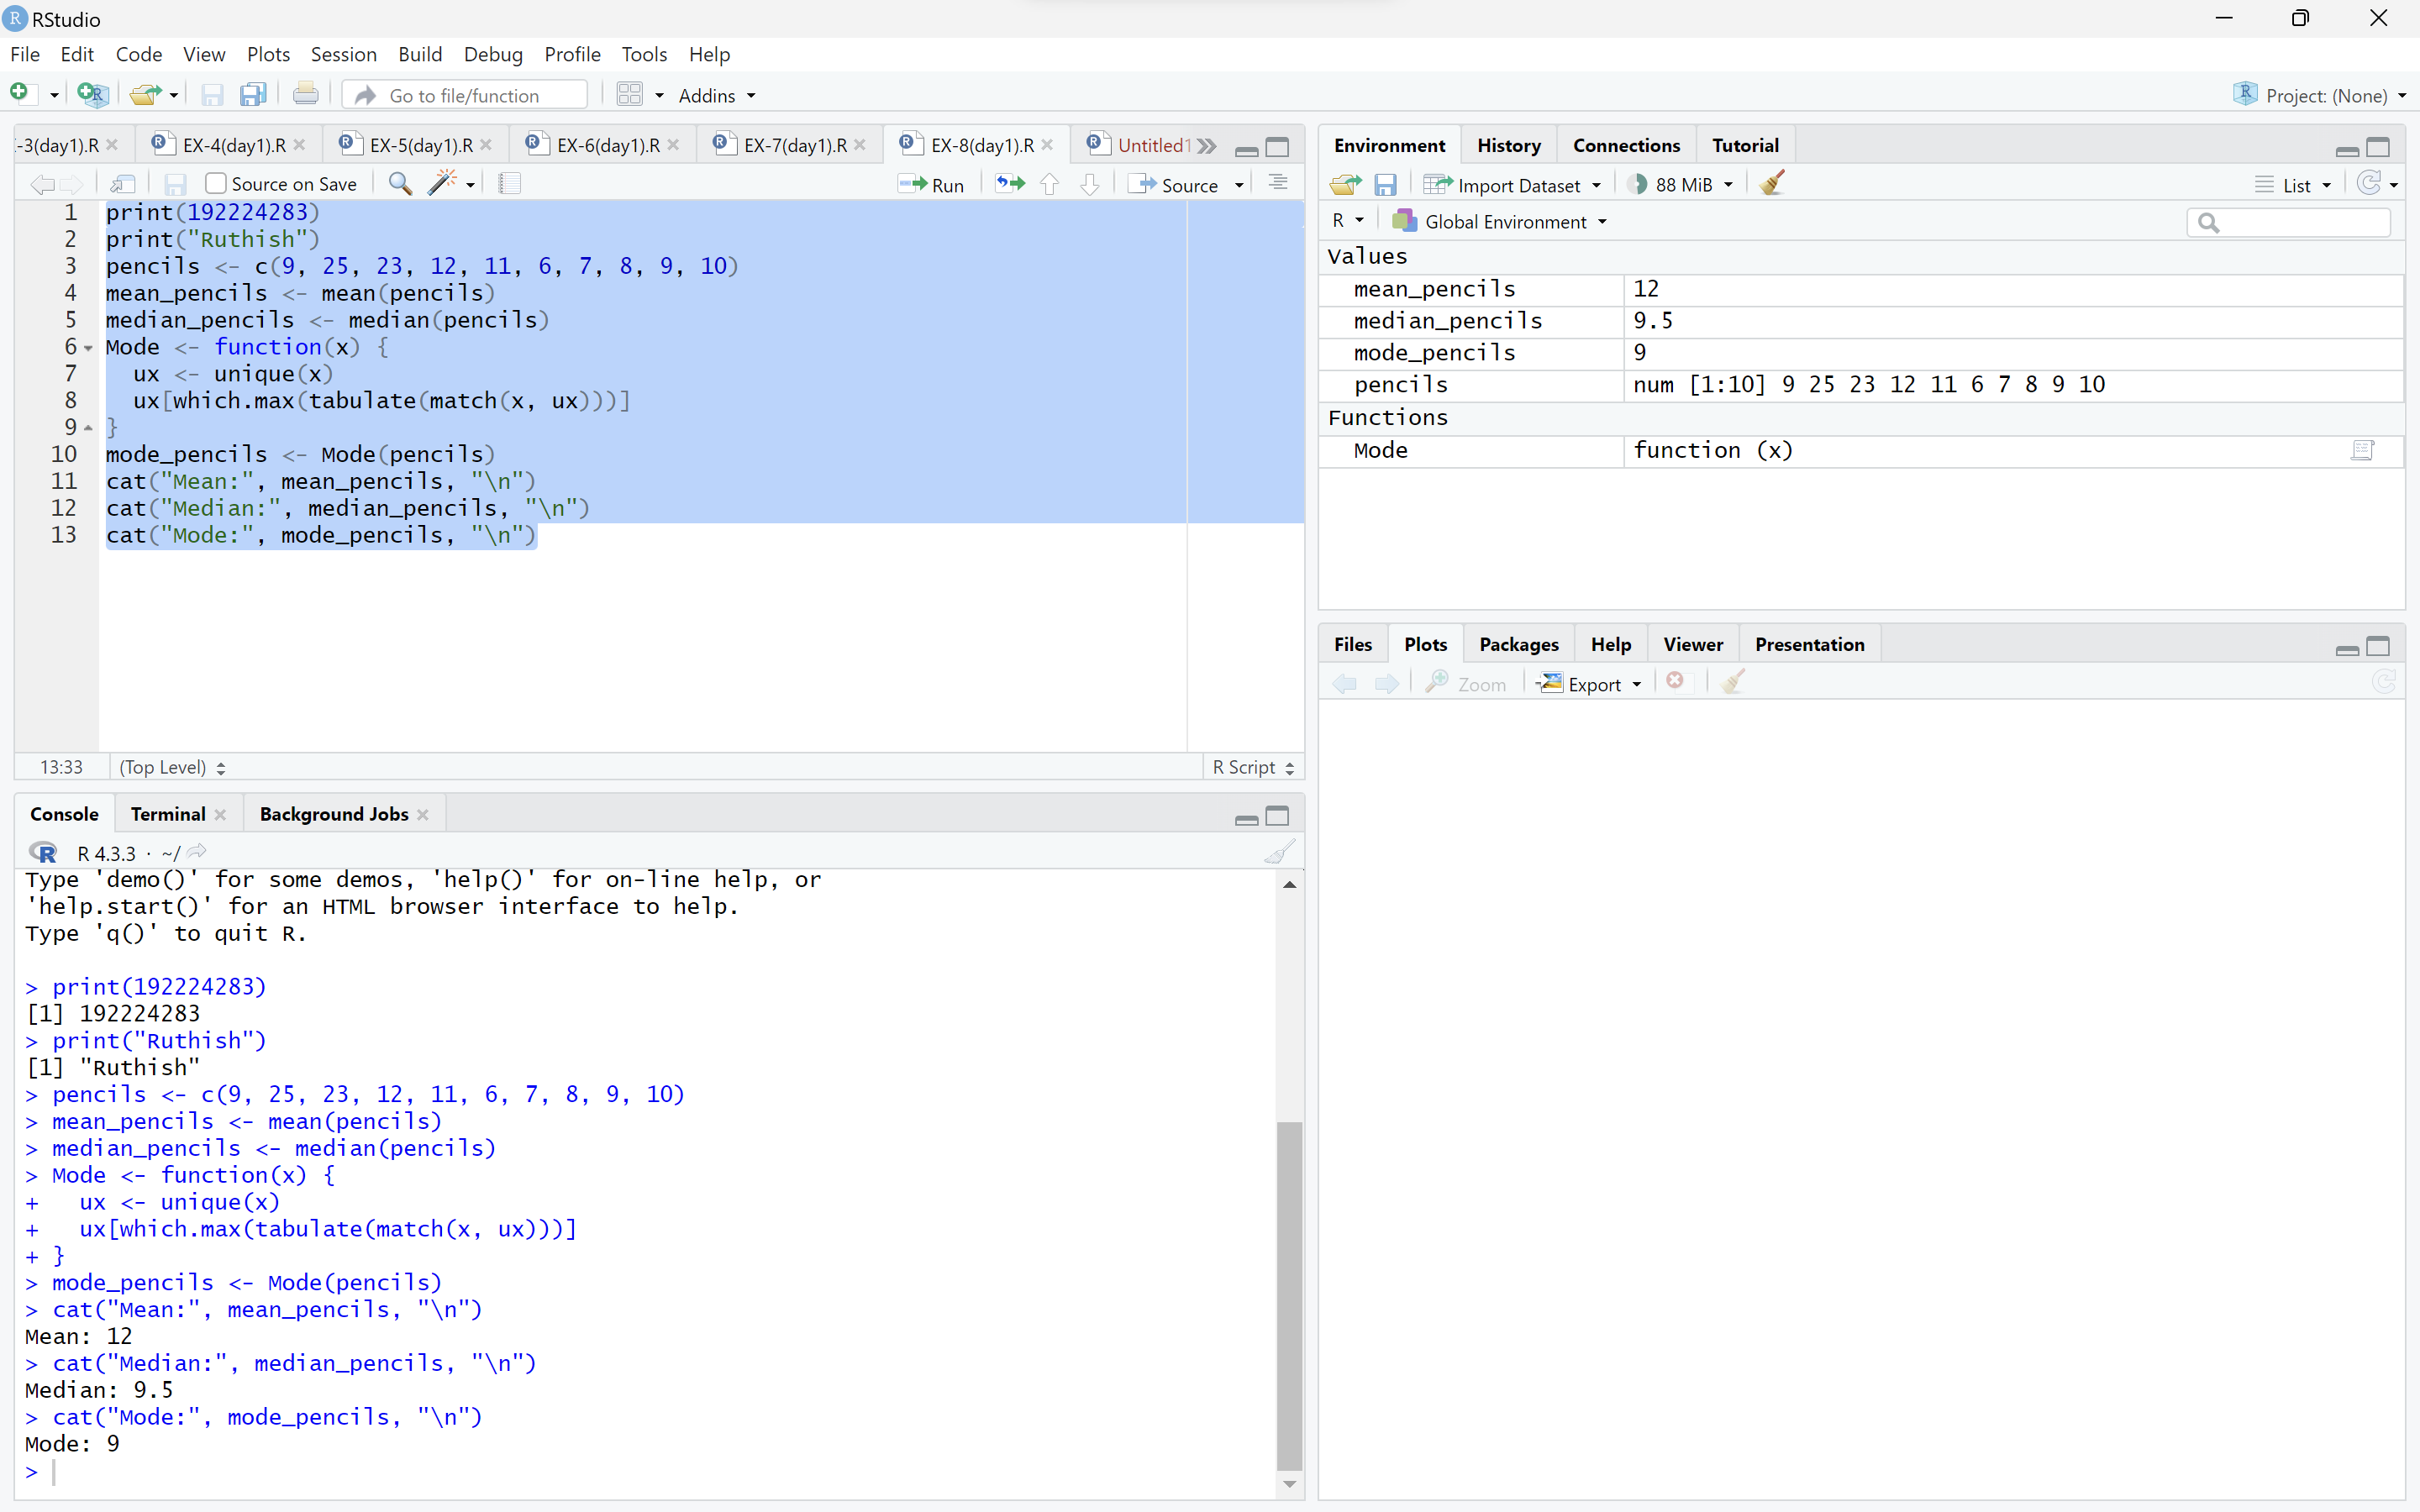 RStudio
File Edit Code View Plots Session Build Debug Profile Tools Help
Go to file/function Addins Project: (None)
-3(day1).R EX-4(day1).R EX-5(day1).R EX-6(day1).R EX-7(day1).R EX-8(day1).R Untitled1
Source on Save Run Source
1 print(192224283)
2 print("Ruthish")
3 pencils <- c(9, 25, 23, 12, 11, 6, 7, 8, 9, 10)
4 mean_pencils <- mean(pencils)
5 median_pencils <- median(pencils)
6 Mode <- function(x) {
7   ux <- unique(x)
8   ux[which.max(tabulate(match(x, ux)))]
9 }
10 mode_pencils <- Mode(pencils)
11 cat("Mean:", mean_pencils, "\n")
12 cat("Median:", median_pencils, "\n")
13 cat("Mode:", mode_pencils, "\n")
13:33 (Top Level) R Script
Console Terminal Background Jobs
R 4.3.3 · ~/
Type 'demo()' for some demos, 'help()' for on-line help, or
'help.start()' for an HTML browser interface to help.
Type 'q()' to quit R.
> print(192224283)
[1] 192224283
> print("Ruthish")
[1] "Ruthish"
> pencils <- c(9, 25, 23, 12, 11, 6, 7, 8, 9, 10)
> mean_pencils <- mean(pencils)
> median_pencils <- median(pencils)
> Mode <- function(x) {
+   ux <- unique(x)
+   ux[which.max(tabulate(match(x, ux)))]
+ }
> mode_pencils <- Mode(pencils)
> cat("Mean:", mean_pencils, "\n")
Mean: 12
> cat("Median:", median_pencils, "\n")
Median: 9.5
> cat("Mode:", mode_pencils, "\n")
Mode: 9
>
Environment History Connections Tutorial
Import Dataset 88 MiB List
R Global Environment
Values
mean_pencils 12
median_pencils 9.5
mode_pencils 9
pencils num [1:10] 9 25 23 12 11 6 7 8 9 10
Functions
Mode function (x)
Files Plots Packages Help Viewer Presentation
Zoom Export